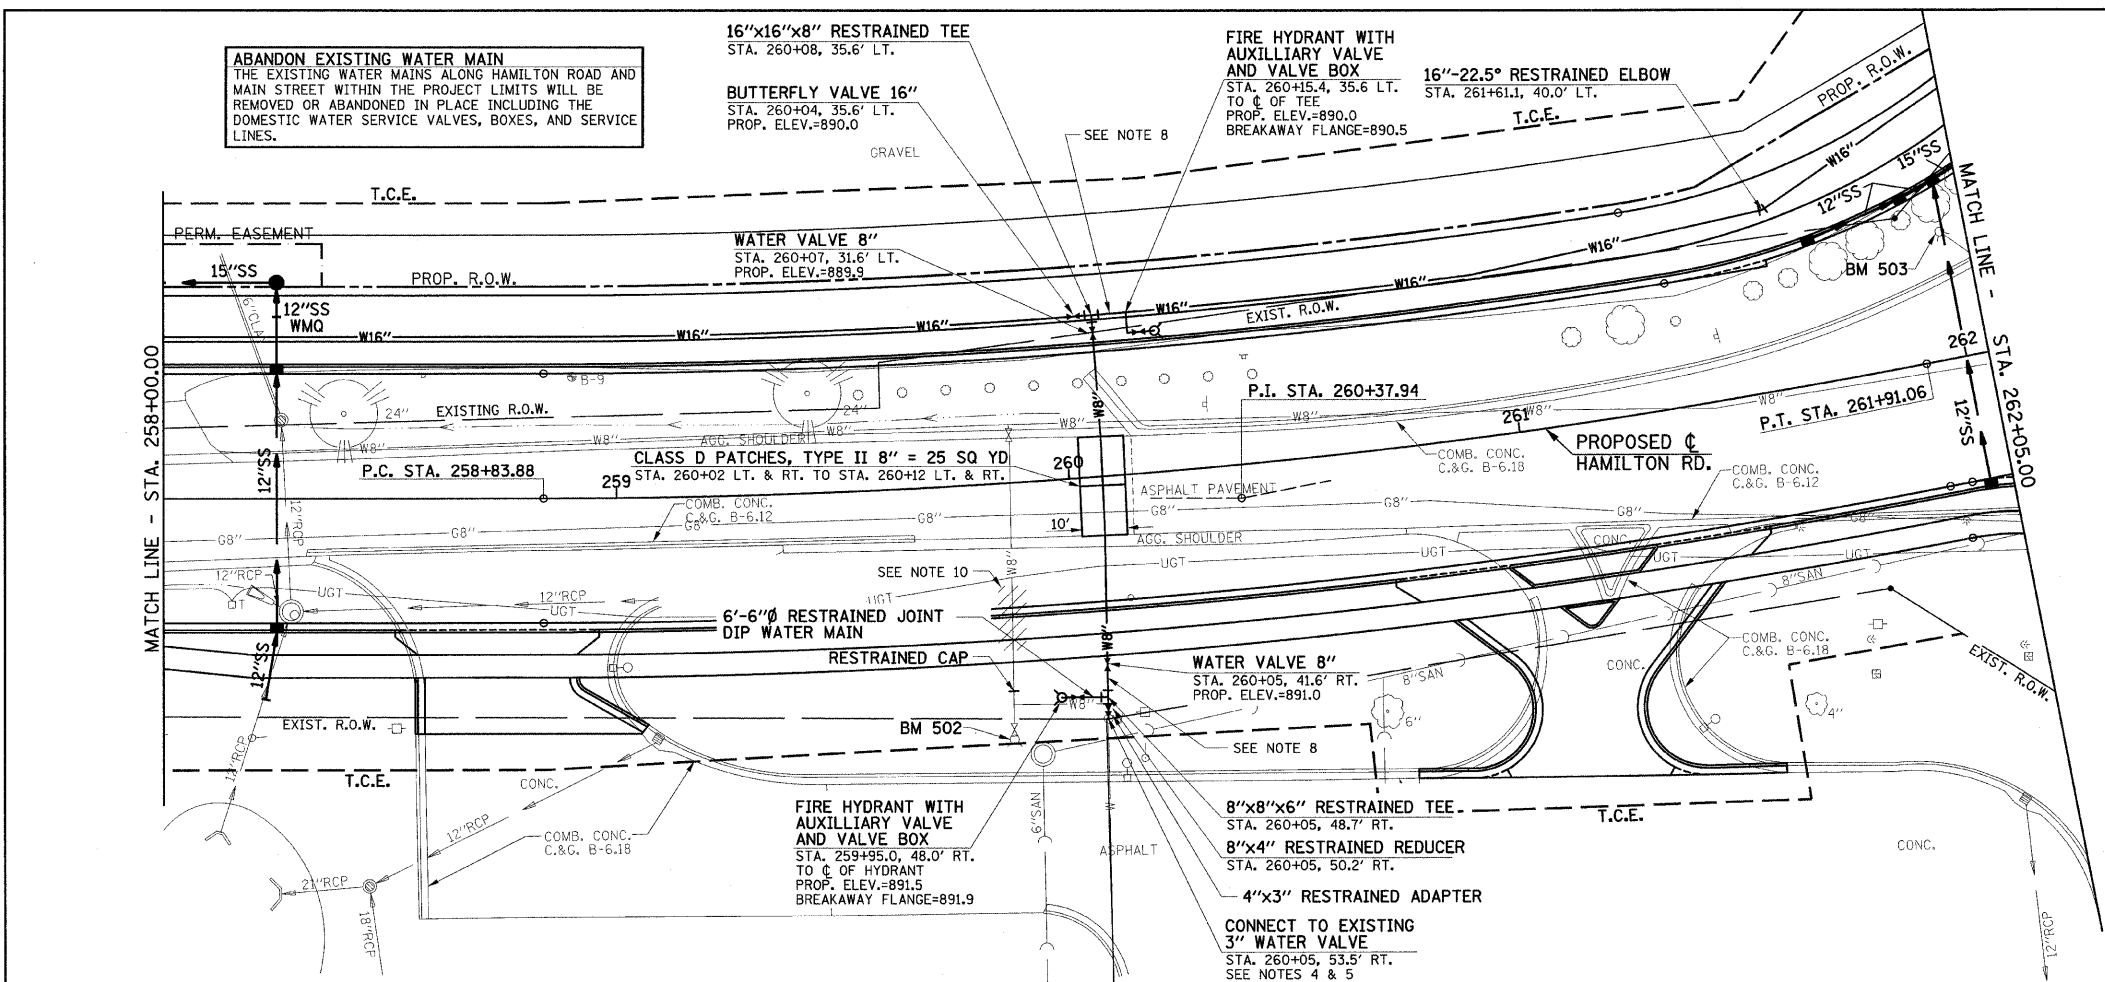 ABANDON EXISTING WATER MAIN
THE EXISTING WATER MAINS ALONG HAMILTON ROAD AND
MAIN STREET WITHIN THE PROJECT LIMITS WILL BE
REMOVED OR ABANDONED IN PLACE INCLUDING THE
DOMESTIC WATER SERVICE VALVES, BOXES, AND SERVICE
LINES.
16"x16"x8" RESTRAINED TEE
STA. 260+08, 35.6' LT.
BUTTERFLY VALVE 16"
STA. 260+04, 35.6' LT.
PROP. ELEV.=890.0
GRAVEL
SEE NOTE 8
FIRE HYDRANT WITH
AUXILLIARY VALVE
AND VALVE BOX
STA. 260+15.4, 35.6 LT.
TO ℄ OF TEE
PROP. ELEV.=890.0
BREAKAWAY FLANGE=890.5
16"-22.5° RESTRAINED ELBOW
STA. 261+61.1, 40.0' LT.
T.C.E.
PROP. R.O.W.
T.C.E.
PERM. EASEMENT
15"SS
PROP. R.O.W.
6"CLA
12"SS
WMQ
WATER VALVE 8"
STA. 260+07, 31.6' LT.
PROP. ELEV.=889.9
W16"
W16"
W16"
W16"
W16"
W16"
W16"
EXIST. R.O.W.
12"SS
15"SS
BM 503
MATCH LINE - STA. 262+05.00
MATCH LINE - STA. 258+00.00
B-9
24"
24"
EXISTING R.O.W.
W8"
W8"
W8"
W8"
W8"
W8"
W8"
W8"
W8"
AGG. SHOULDER
P.I. STA. 260+37.94
261
262
P.T. STA. 261+91.06
12"SS
PROPOSED ℄
HAMILTON RD.
COMB. CONC.
C.&G. B-6.18
COMB. CONC.
C.&G. B-6.12
CLASS D PATCHES, TYPE II 8" = 25 SQ YD
STA. 260+02 LT. & RT. TO STA. 260+12 LT. & RT.
P.C. STA. 258+83.88
259
260
12"SS
12"RCP
COMB. CONC.
C.&G. B-6.12
ASPHALT PAVEMENT
G8"
G8"
G8"
G8"
G8"
G8"
G8"
G8"
10'
AGG. SHOULDER
CONC.
UGT
UGT
UGT
UGT
UGT
UGT
UGT
SEE NOTE 10
W8"
12"RCP
T
12"RCP
8"SAN
8"SAN
6'-6"Ø RESTRAINED JOINT
DIP WATER MAIN
RESTRAINED CAP
W8"
WATER VALVE 8"
STA. 260+05, 41.6' RT.
PROP. ELEV.=891.0
COMB. CONC.
C.&G. B-6.18
CONC.
EXIST. R.O.W.
12"SS
EXIST. R.O.W.
W8"
BM 502
6"
4"
SEE NOTE 8
T.C.E.
12"RCP
CONC.
12"RCP
COMB. CONC.
C.&G. B-6.18
FIRE HYDRANT WITH
AUXILLIARY VALVE
AND VALVE BOX
STA. 259+95.0, 48.0' RT.
TO ℄ OF HYDRANT
PROP. ELEV.=891.5
BREAKAWAY FLANGE=891.9
6"SAN
W
ASPHALT
8"x8"x6" RESTRAINED TEE
STA. 260+05, 48.7' RT.
8"x4" RESTRAINED REDUCER
STA. 260+05, 50.2' RT.
4"x3" RESTRAINED ADAPTER
CONNECT TO EXISTING
3" WATER VALVE
STA. 260+05, 53.5' RT.
SEE NOTES 4 & 5
T.C.E.
CONC.
21"RCP
18"RCP
12"RCP